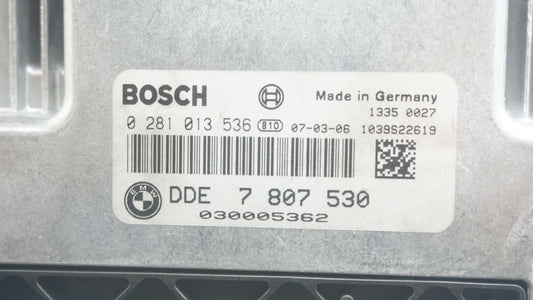 BOSCH
Made in Germany
1335 0027
0 281 013 536 810 07-03-06 1039S22619
BMW DDE 7 807 530
030005362